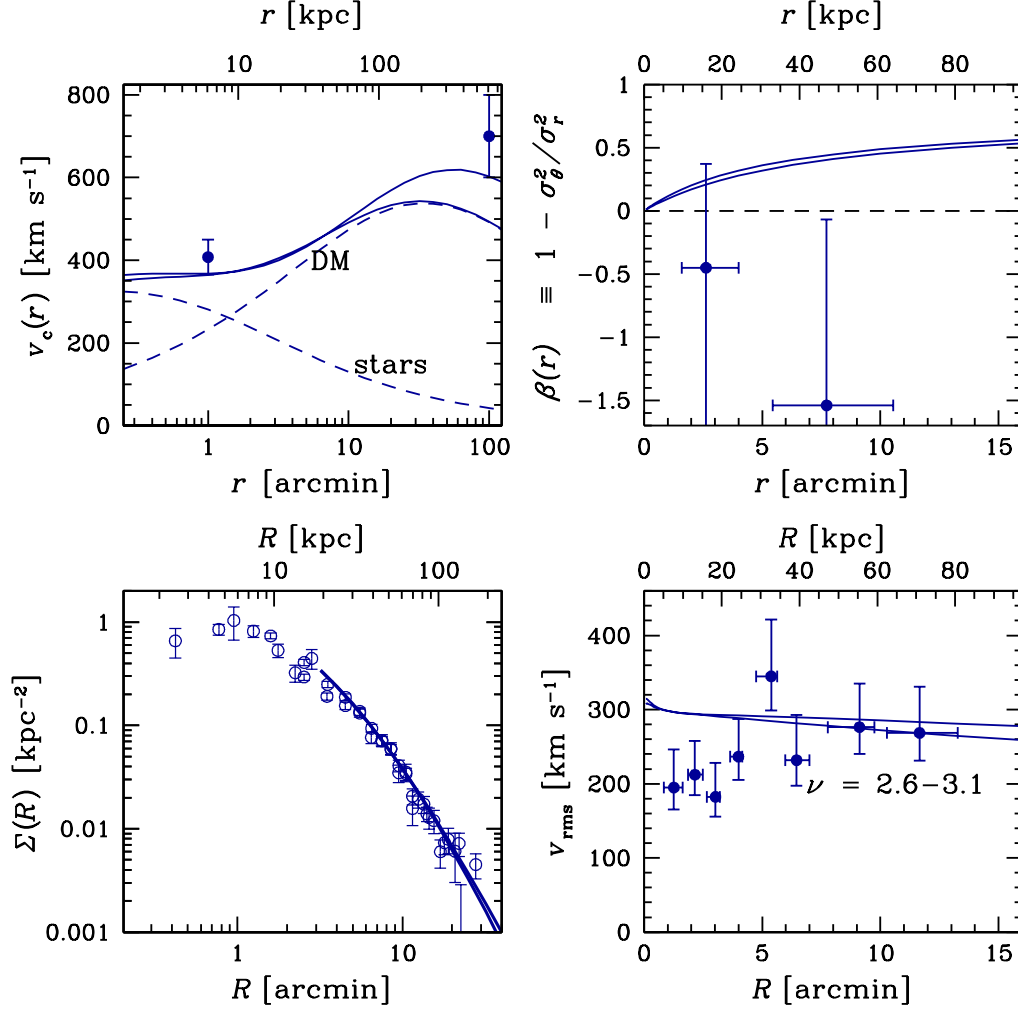 r [kpc]
10 100
800
600
400
200
0
v_c(r) [km s⁻¹]
DM
stars
1 10 100
r [arcmin]
r [kpc]
0 20 40 60 80
1
0.5
0
−0.5
−1
−1.5
β(r) ≡ 1 − σ²_θ/σ²_r
0 5 10 15
r [arcmin]
R [kpc]
10 100
1
0.1
0.01
0.001
Σ(R) [kpc⁻²]
1 10
R [arcmin]
R [kpc]
0 20 40 60 80
400
300
200
100
0
v_rms [km s⁻¹]
ν = 2.6−3.1
0 5 10 15
R [arcmin]